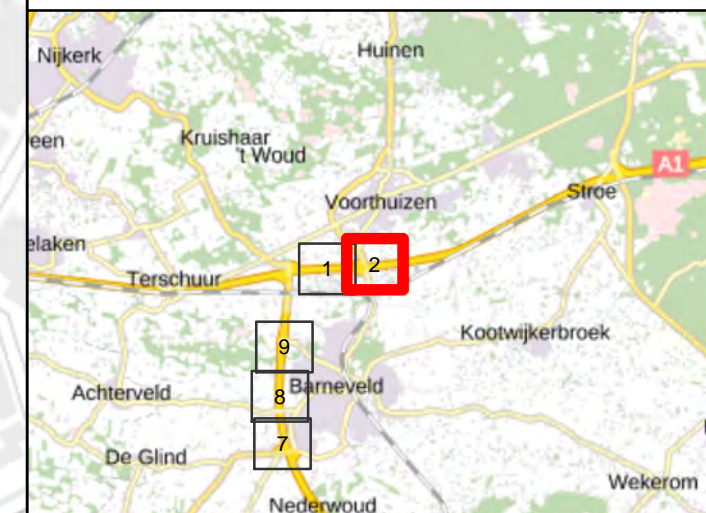 Nijkerk
Huinen
een
Kruishaar
't Woud
A1
Stroe
Voorthuizen
elaken
Terschuur
1
2
9
Kootwijkerbroek
Achterveld
8
Barneveld
7
De Glind
Wekerom
Nederwoud